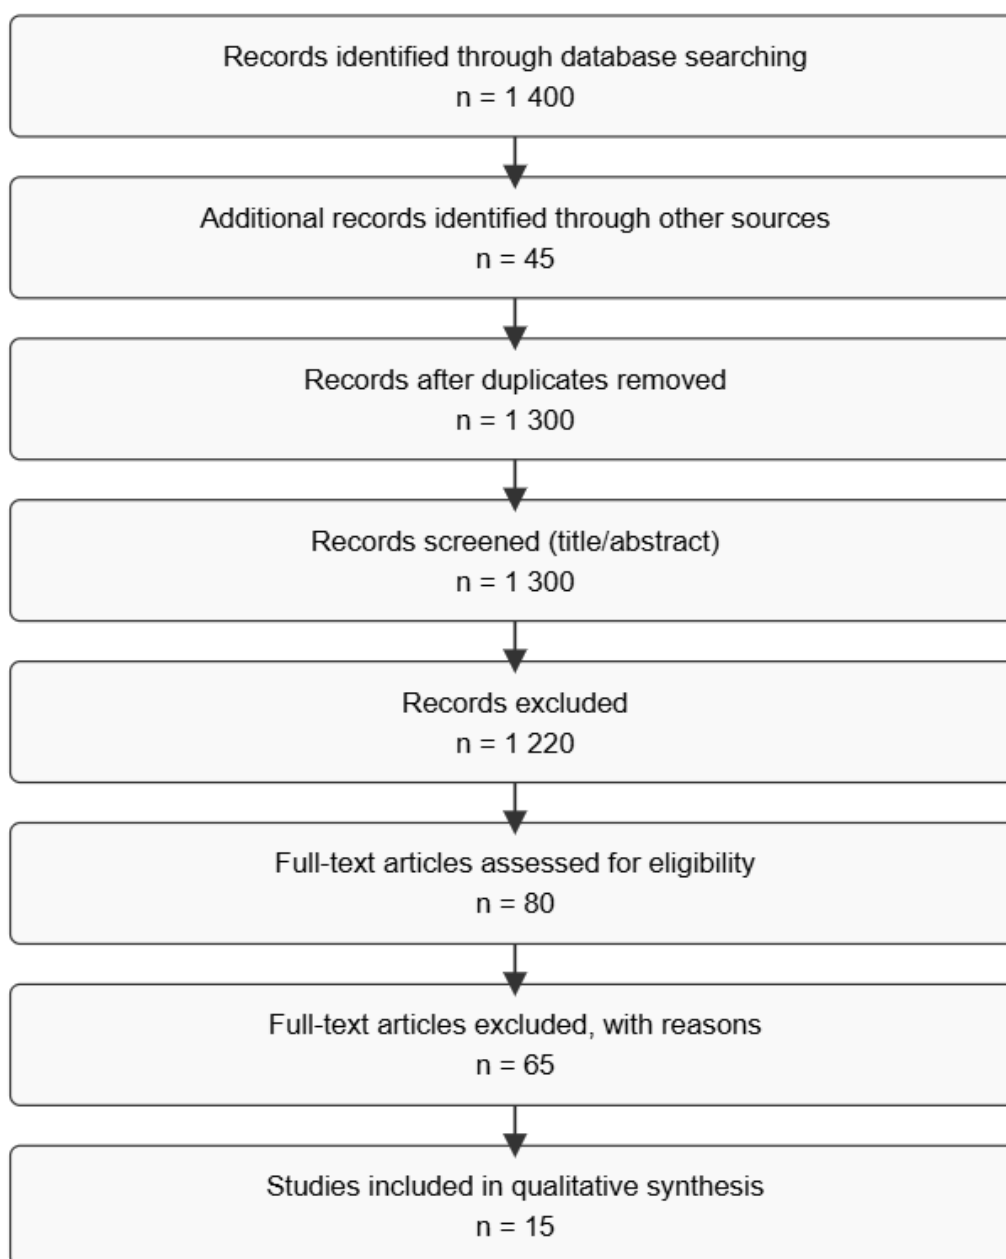 Records identified through database searching
n = 1 400
Additional records identified through other sources
n = 45
Records after duplicates removed
n = 1 300
Records screened (title/abstract)
n = 1 300
Records excluded
n = 1 220
Full-text articles assessed for eligibility
n = 80
Full-text articles excluded, with reasons
n = 65
Studies included in qualitative synthesis
n = 15